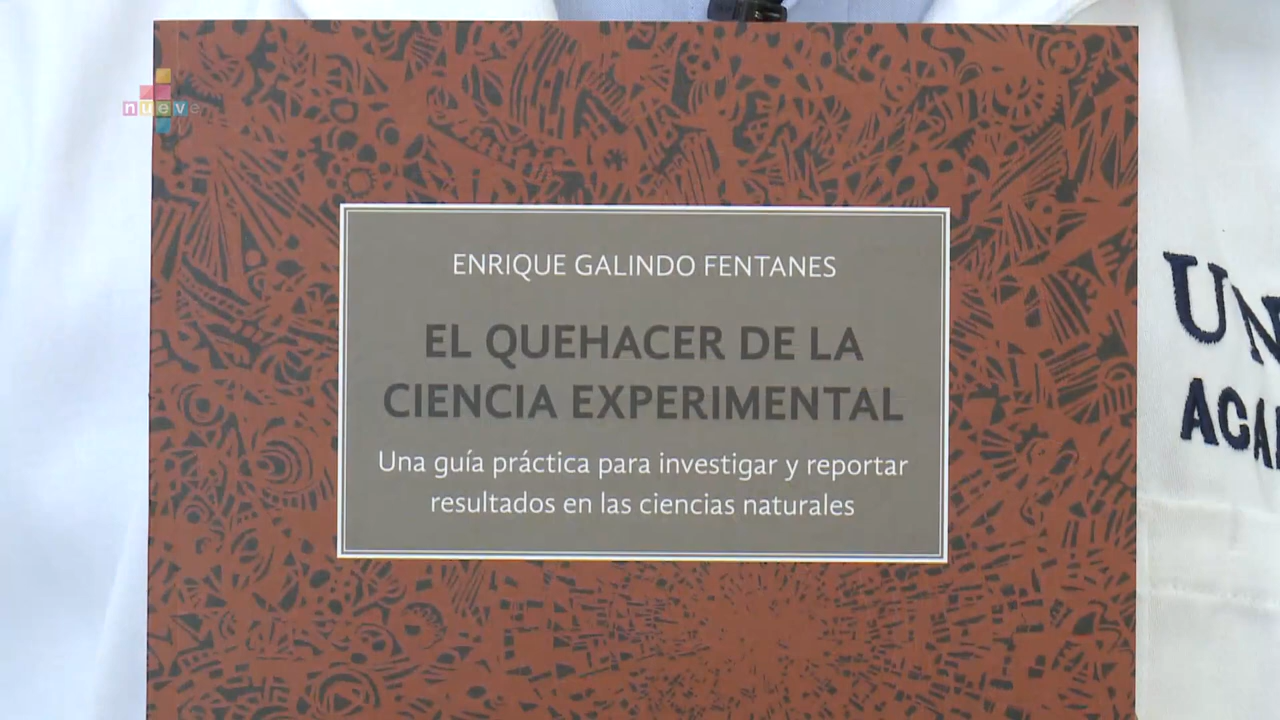 nueve
ENRIQUE GALINDO FENTANES
EL QUEHACER DE LA
CIENCIA EXPERIMENTAL
Una guía práctica para investigar y reportar
resultados en las ciencias naturales